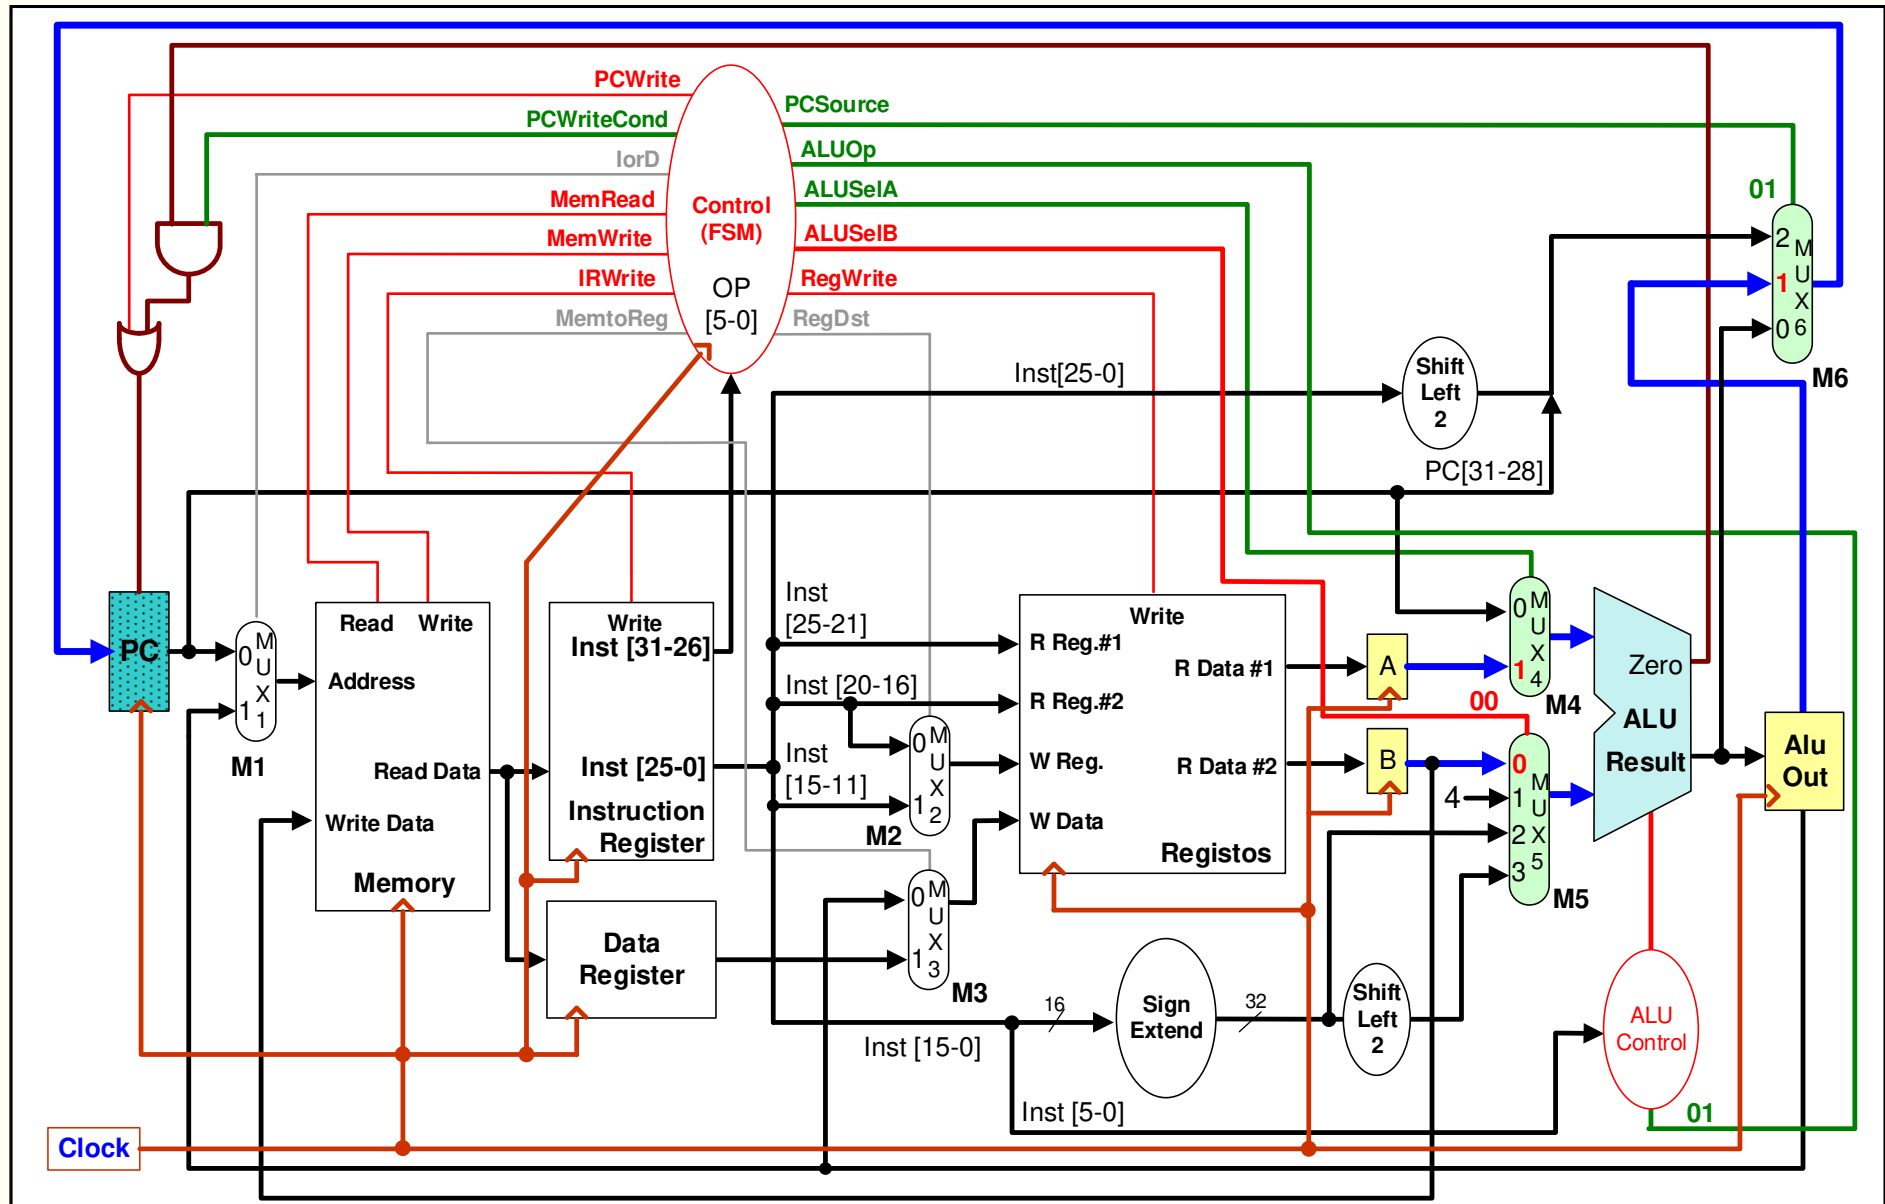 PCWrite
PCWriteCond
IorD
MemRead
MemWrite
IRWrite
MemtoReg
Control
(FSM)
OP
[5-0]
PCSource
ALUOp
ALUSelA
ALUSelB
RegWrite
RegDst
01
2
1
0
M
U
X
6
M6
Inst[25-0]
Shift
Left
2
PC[31-28]
PC
0
1
M
U
X
1
M1
Read Write
Address
Read Data
Write Data
Memory
Write
Inst [31-26]
Inst [25-0]
Instruction
Register
Data
Register
Inst
[25-21]
Inst [20-16]
Inst
[15-11]
0
1
M
U
X
2
M2
0
1
M
U
X
3
M3
Write
R Reg.#1
R Reg.#2
W Reg.
W Data
R Data #1
R Data #2
Registos
A
B
0
1
M
U
X
4
M4
00
4
0
1
2
3
M
U
X
5
M5
Zero
ALU
Result
Alu
Out
Inst [15-0]
16
Sign
Extend
32
Shift
Left
2
Inst [5-0]
ALU
Control
01
Clock